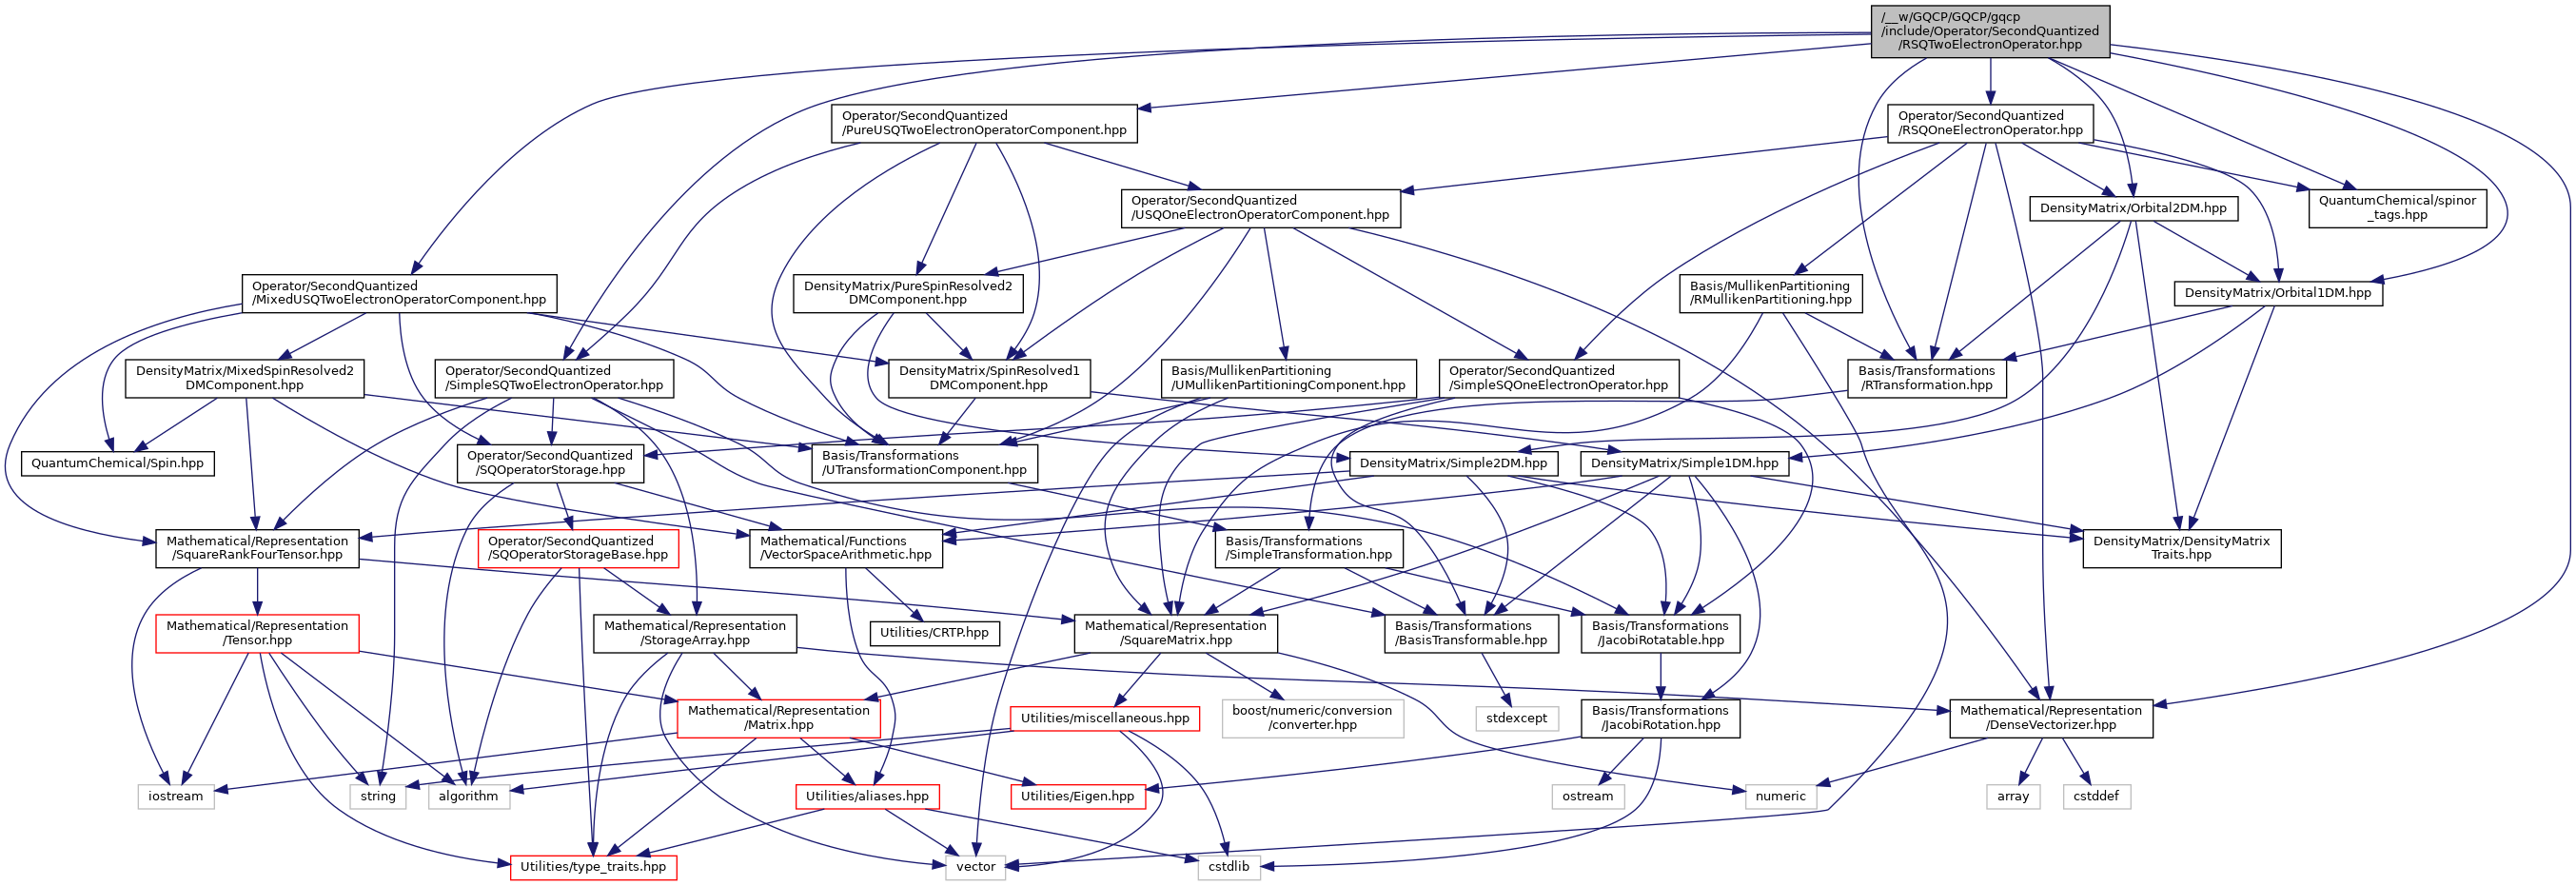 /__w/GQCP/GQCP/gqcp
/include/Operator/SecondQuantized
/RSQTwoElectronOperator.hpp
Operator/SecondQuantized
/PureUSQTwoElectronOperatorComponent.hpp
Operator/SecondQuantized
/RSQOneElectronOperator.hpp
Operator/SecondQuantized
/USQOneElectronOperatorComponent.hpp
DensityMatrix/Orbital2DM.hpp
QuantumChemical/spinor
_tags.hpp
Operator/SecondQuantized
/MixedUSQTwoElectronOperatorComponent.hpp
DensityMatrix/PureSpinResolved2
DMComponent.hpp
Basis/MullikenPartitioning
/RMullikenPartitioning.hpp
DensityMatrix/Orbital1DM.hpp
DensityMatrix/MixedSpinResolved2
DMComponent.hpp
Operator/SecondQuantized
/SimpleSQTwoElectronOperator.hpp
DensityMatrix/SpinResolved1
DMComponent.hpp
Basis/MullikenPartitioning
/UMullikenPartitioningComponent.hpp
Operator/SecondQuantized
/SimpleSQOneElectronOperator.hpp
Basis/Transformations
/RTransformation.hpp
QuantumChemical/Spin.hpp
Operator/SecondQuantized
/SQOperatorStorage.hpp
Basis/Transformations
/UTransformationComponent.hpp
DensityMatrix/Simple2DM.hpp
DensityMatrix/Simple1DM.hpp
Mathematical/Representation
/SquareRankFourTensor.hpp
Operator/SecondQuantized
/SQOperatorStorageBase.hpp
Mathematical/Functions
/VectorSpaceArithmetic.hpp
Basis/Transformations
/SimpleTransformation.hpp
DensityMatrix/DensityMatrix
Traits.hpp
Mathematical/Representation
/Tensor.hpp
Mathematical/Representation
/StorageArray.hpp
Utilities/CRTP.hpp
Mathematical/Representation
/SquareMatrix.hpp
Basis/Transformations
/BasisTransformable.hpp
Basis/Transformations
/JacobiRotatable.hpp
Mathematical/Representation
/Matrix.hpp
Utilities/miscellaneous.hpp
boost/numeric/conversion
/converter.hpp
stdexcept
Basis/Transformations
/JacobiRotation.hpp
Mathematical/Representation
/DenseVectorizer.hpp
iostream
string
algorithm
Utilities/aliases.hpp
Utilities/Eigen.hpp
ostream
numeric
array
cstddef
Utilities/type_traits.hpp
vector
cstdlib